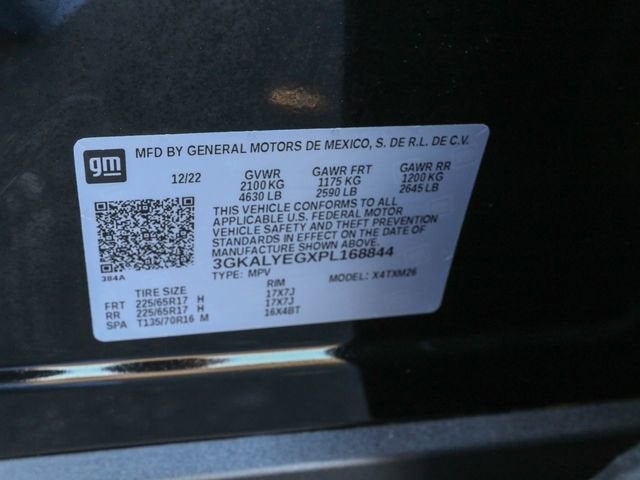 gm
MFD BY GENERAL MOTORS DE MEXICO, S. DE R.L. DE C.V.
12/22 GVWR GAWR FRT GAWR RR
2100 KG 1175 KG 1200 KG
4630 LB 2590 LB 2645 LB
THIS VEHICLE CONFORMS TO ALL
APPLICABLE U.S. FEDERAL MOTOR
VEHICLE SAFETY AND THEFT PREVENTION
STANDARDS IN EFFECT ON THE DATE OF
MANUFACTURE SHOWN ABOVE.
3GKALYEGXPL168844
384A
TYPE: MPV MODEL: X4TXM26
TIRE SIZE RIM
FRT 225/65R17 H 17X7J
RR 225/65R17 H 17X7J
SPA T135/70R16 M 16X4BT